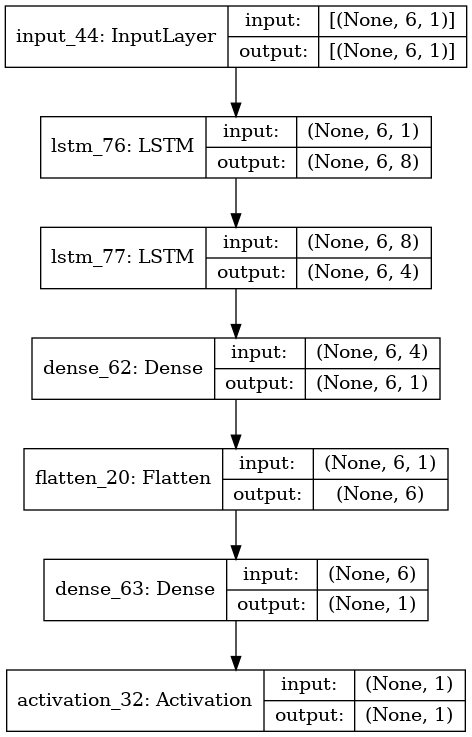 input_44: InputLayer
input:
[(None, 6, 1)]
output:
[(None, 6, 1)]
lstm_76: LSTM
input:
(None, 6, 1)
output:
(None, 6, 8)
lstm_77: LSTM
input:
(None, 6, 8)
output:
(None, 6, 4)
dense_62: Dense
input:
(None, 6, 4)
output:
(None, 6, 1)
flatten_20: Flatten
input:
(None, 6, 1)
output:
(None, 6)
dense_63: Dense
input:
(None, 6)
output:
(None, 1)
activation_32: Activation
input:
(None, 1)
output:
(None, 1)